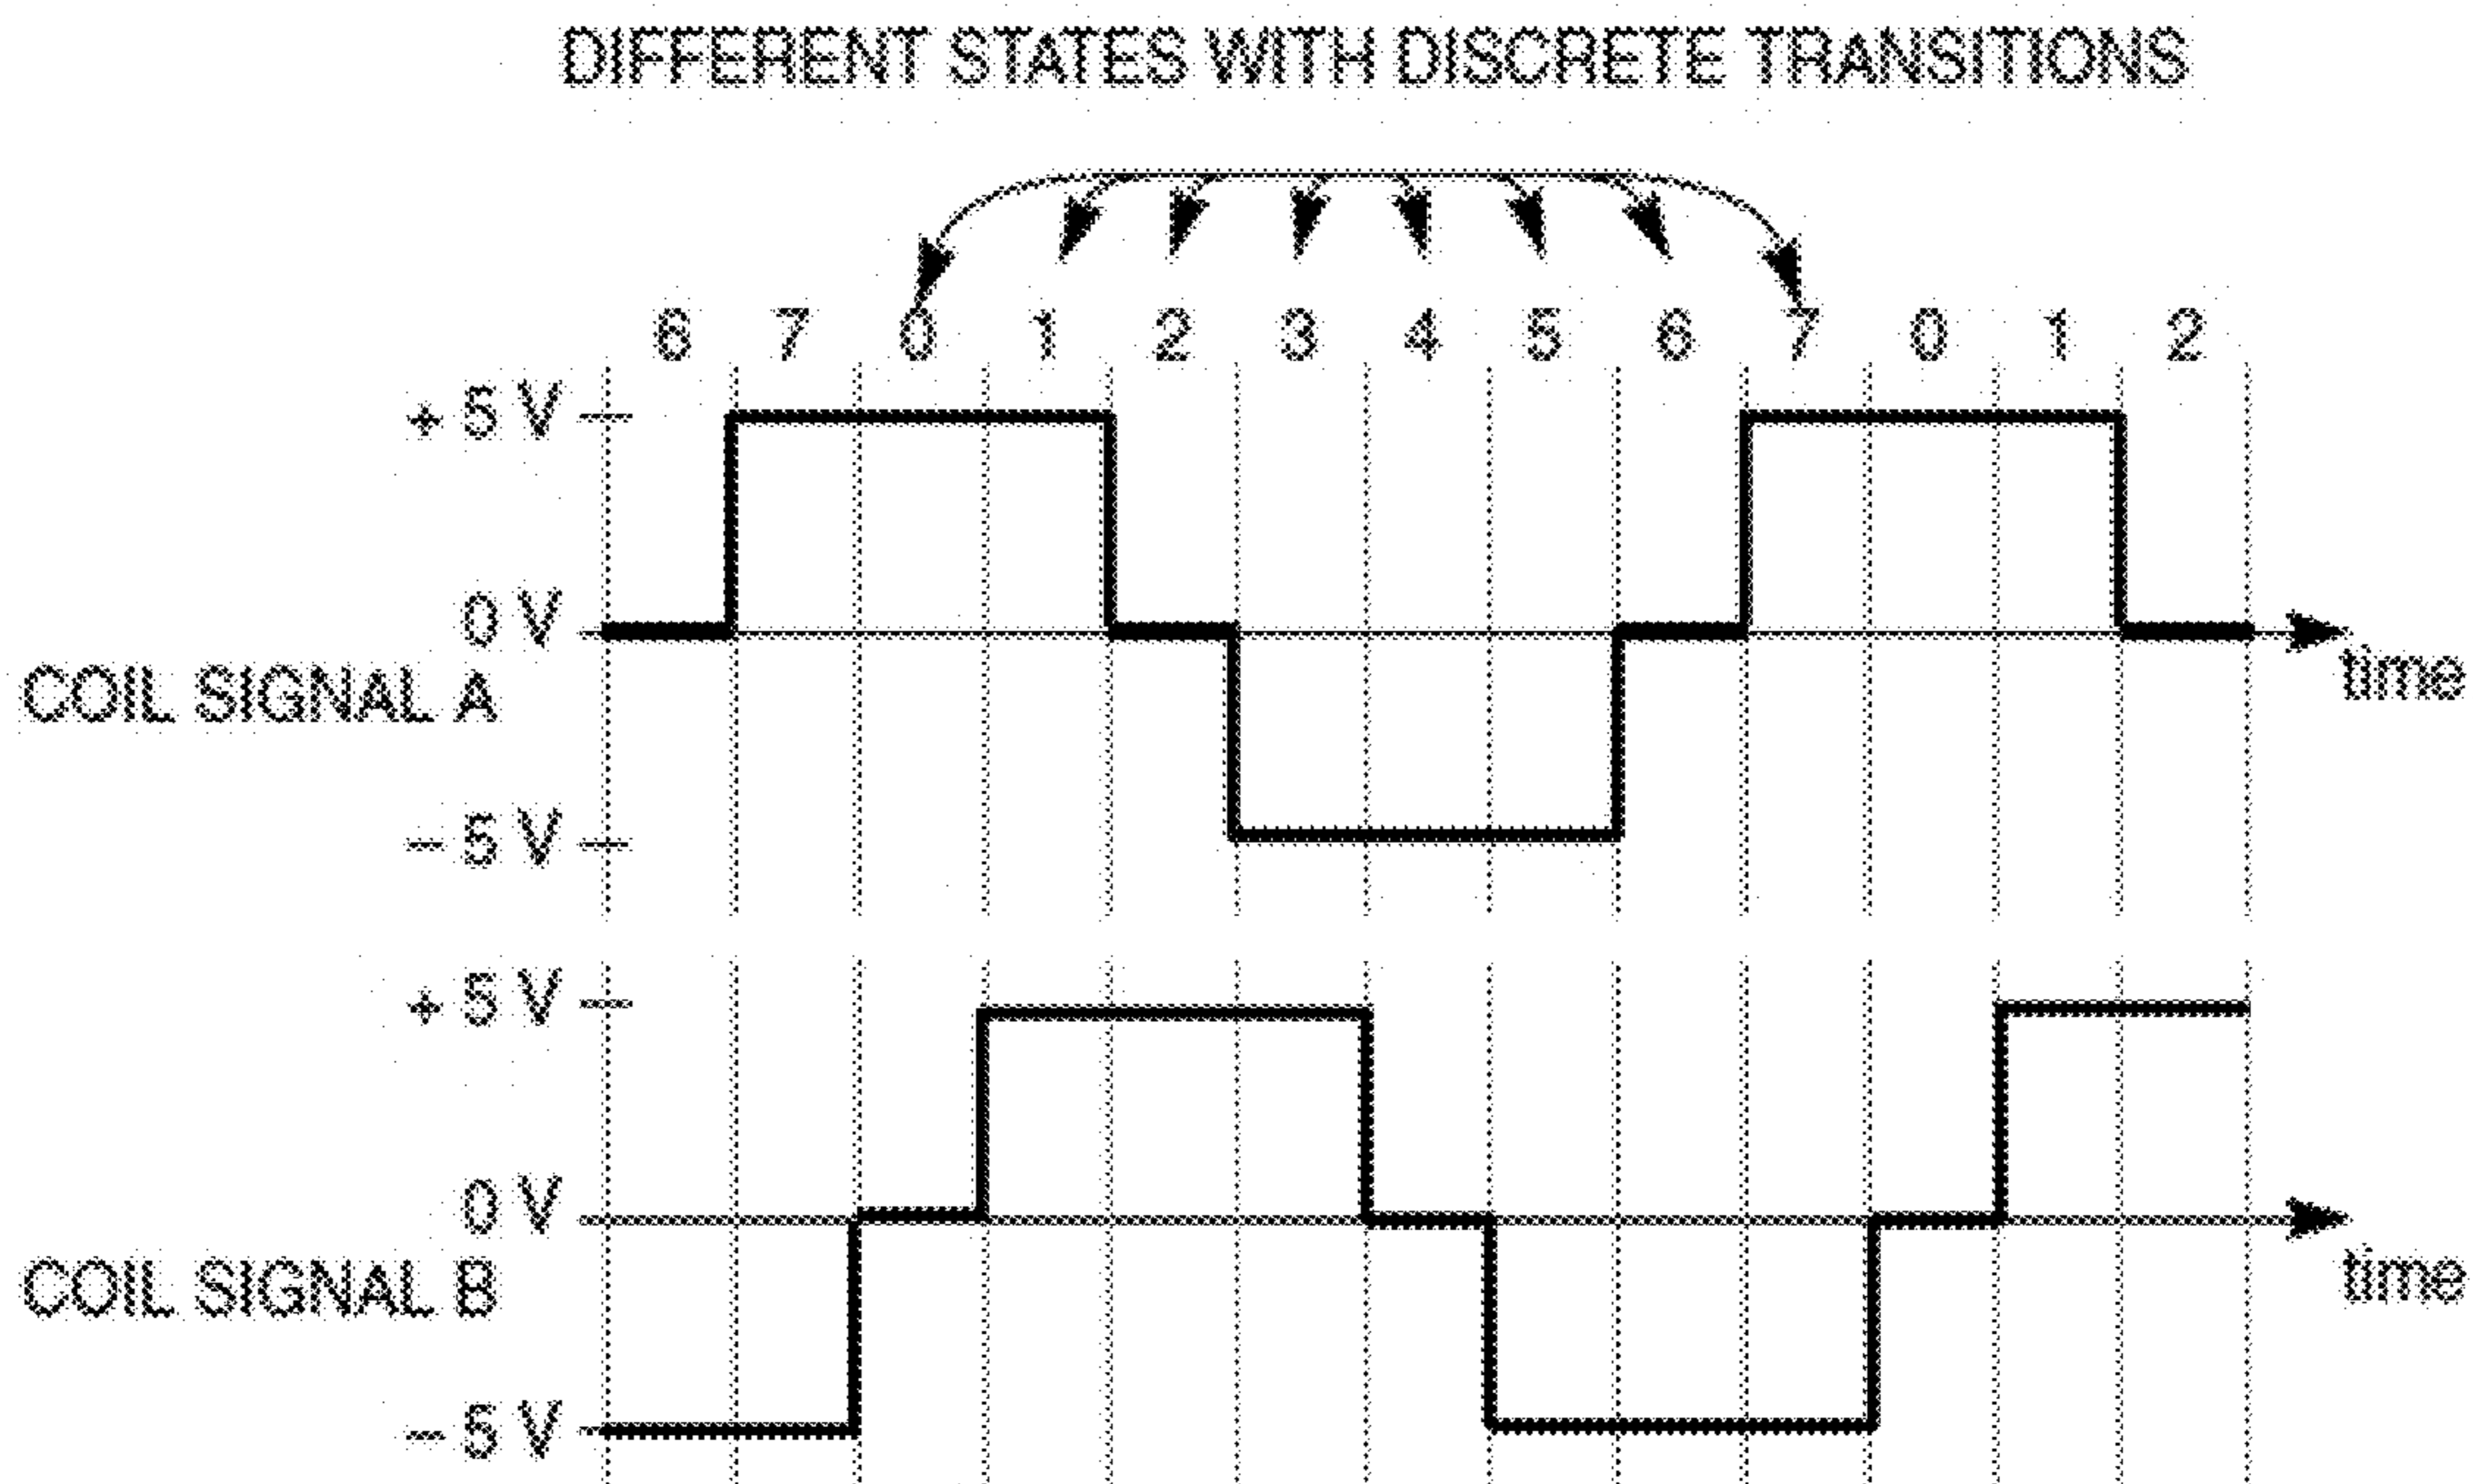 DIFFERENT STATES WITH DISCRETE TRANSITIONS
6 7 0 1 2 3 4 5 6 7 0 1 2
+ 5 V
0 V
time
COIL SIGNAL A
– 5 V
+ 5 V
0 V
time
COIL SIGNAL B
– 5 V